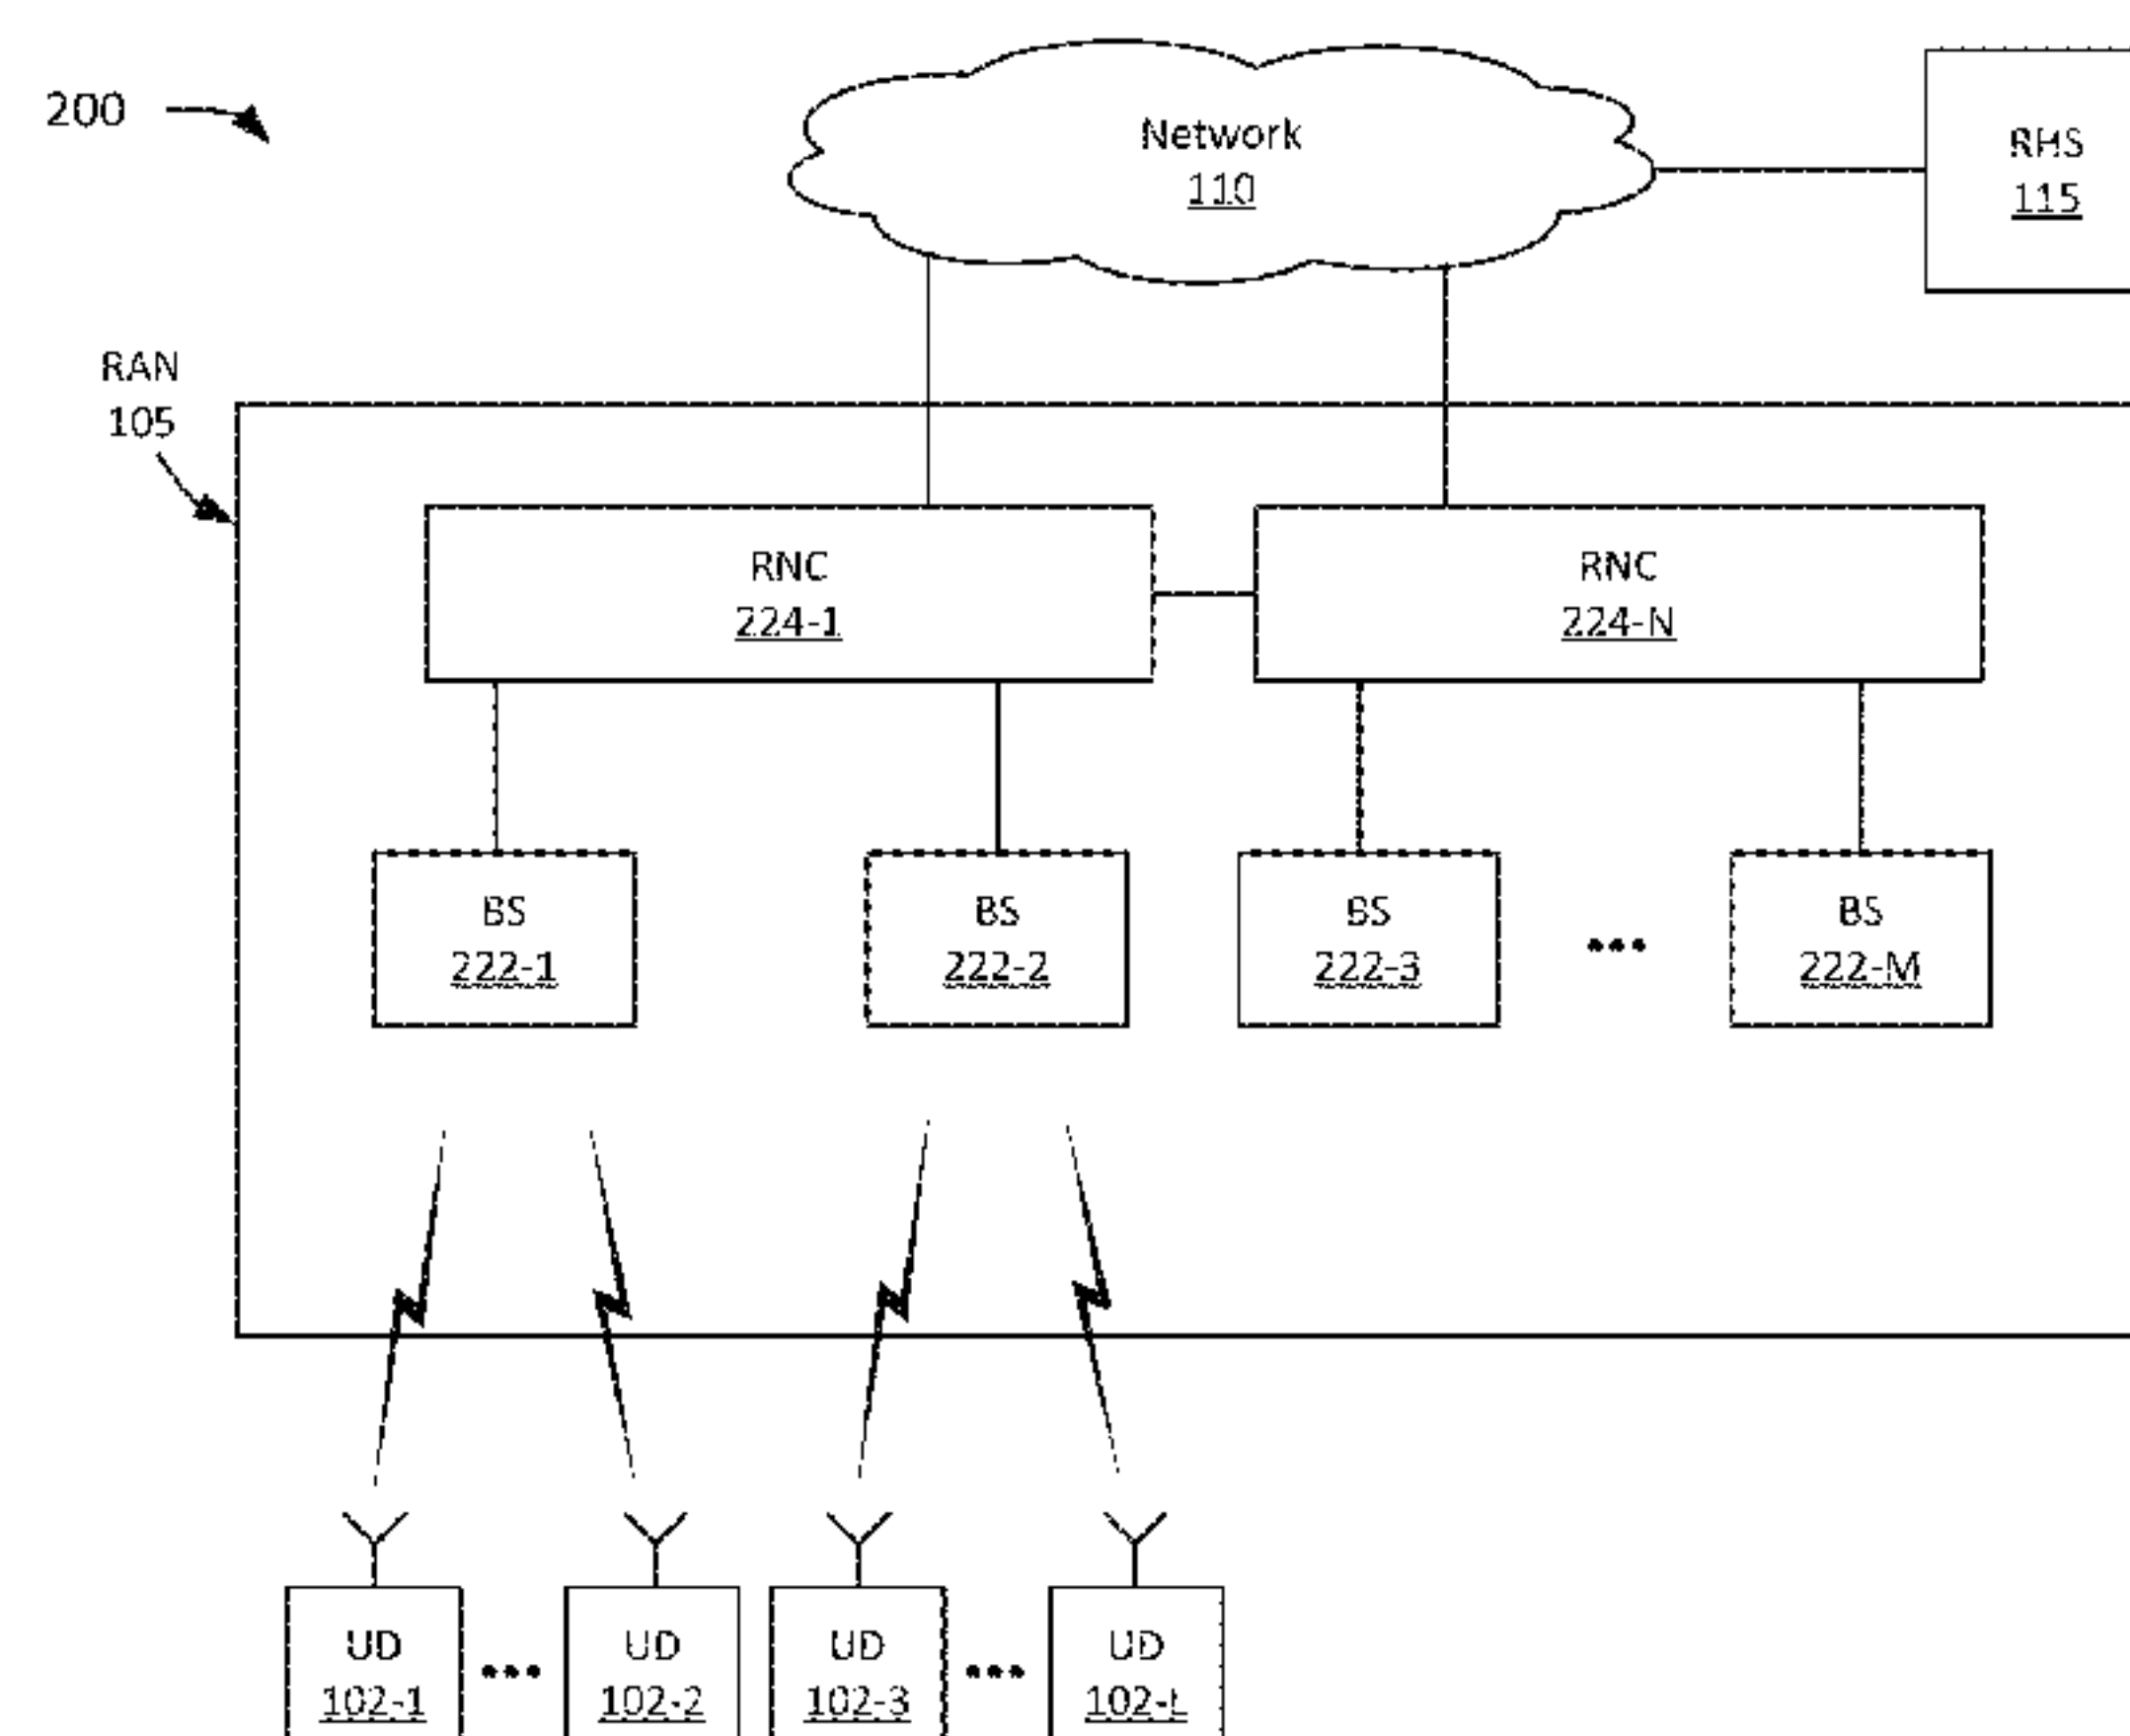 200
Network
110
RHS
115
RAN
105
RNC
224-1
RNC
224-N
BS
222-1
BS
222-2
BS
222-3
•••
BS
222-M
UD
102-1
•••
UD
102-2
UD
102-3
•••
UD
102-L